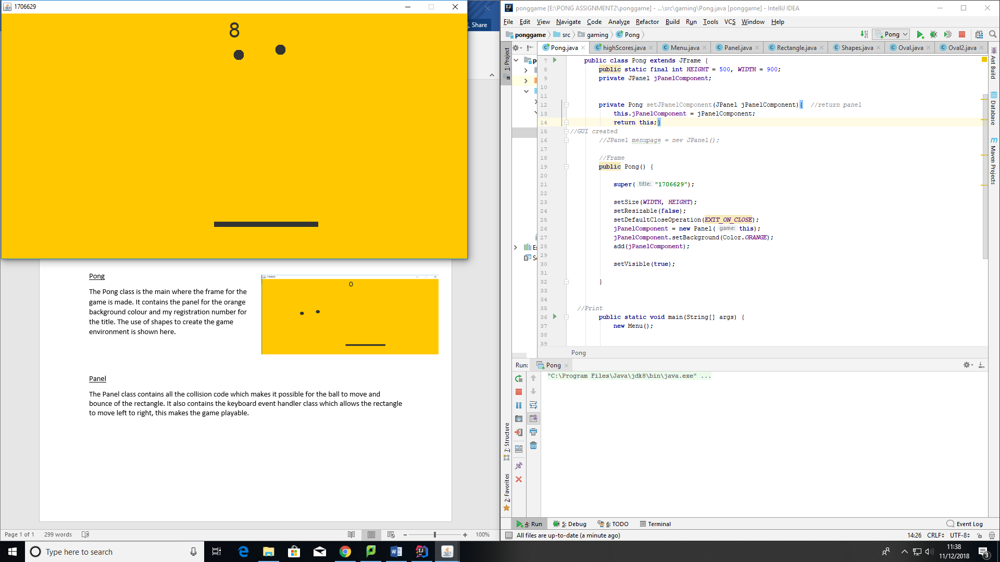 1706629
8
Share
Pong
The Pong class is the main where the frame for the
game is made. It contains the panel for the orange
background colour and my registration number for
the title. The use of shapes to create the game
environment is shown here.
1706629
0
Panel
The Panel class contains all the collision code which makes it possible for the ball to move and
bounce of the rectangle. It also contains the keyboard event handler class which allows the rectangle
to move left to right, this makes the game playable.
Page 1 of 1 299 words 100%
ponggame [E:\PONG ASSIGNMENT2\ponggame] - ...\src\gaming\Pong.java [ponggame] - IntelliJ IDEA
File Edit View Navigate Code Analyze Refactor Build Run Tools VCS Window Help
ponggame src gaming Pong Pong
Pong.java highScores.java Menu.java Panel.java Rectangle.java Shapes.java Oval.java Oval2.java
1: Project
7: Structure
2: Favorites
Ant Build
Database
Maven Projects
7 public class Pong extends JFrame {
8 public static final int HEIGHT = 500, WIDTH = 900;
9 private JPanel jPanelComponent;
10
11
12 private Pong setJPanelComponent(JPanel jPanelComponent){ //return panel
13 this.jPanelComponent = jPanelComponent;
14 return this;}
15 //GUI created
16 //JPanel menupage = new JPanel();
17
18 //Frame
19 public Pong() {
20
21 super( title: "1706629");
22
23 setSize(WIDTH, HEIGHT);
24 setResizable(false);
25 setDefaultCloseOperation(EXIT_ON_CLOSE);
26 jPanelComponent = new Panel( game: this);
27 jPanelComponent.setBackground(Color.ORANGE);
28 add(jPanelComponent);
29
30 setVisible(true);
31
32 }
33
34
35 //Print
36 public static void main(String[] args) {
37 new Menu();
38
39
Pong
Run: Pong
"C:\Program Files\Java\jdk8\bin\java.exe" ...
4: Run 5: Debug 6: TODO Terminal Event Log
All files are up-to-date (a minute ago) 14:26 CRLF UTF-8
Type here to search
11:38
11/12/2018
3